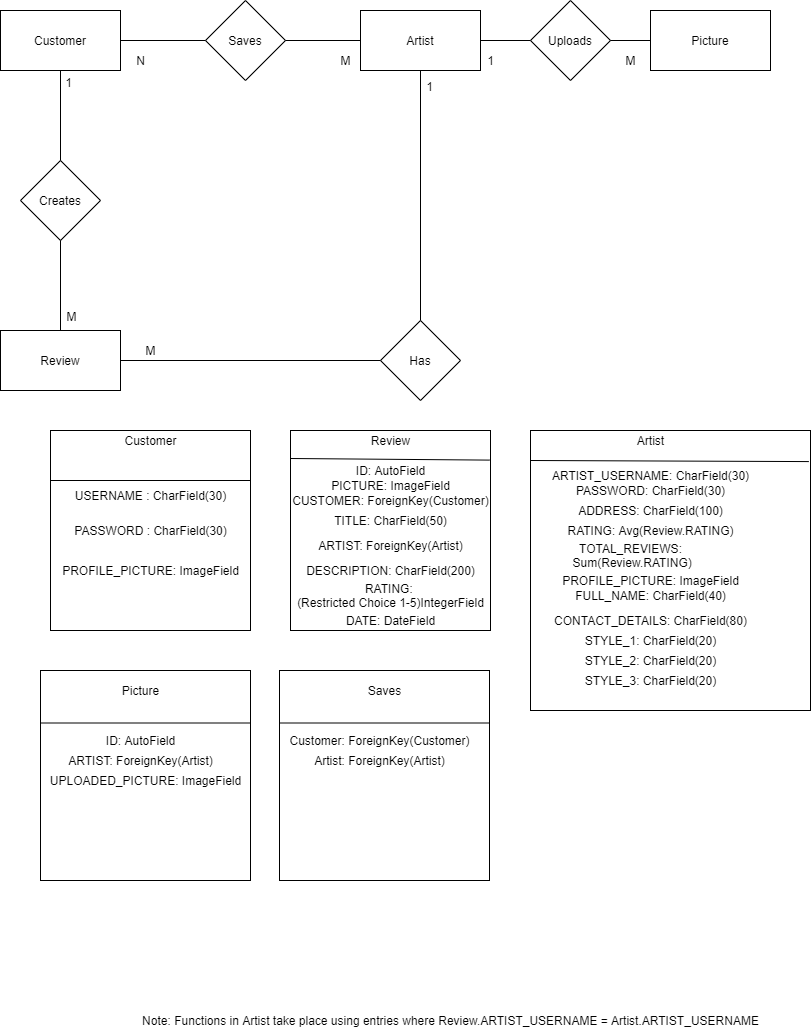 Customer
Saves
Artist
Uploads
Picture
N
M
1
M
1
1
Creates
M
Review
M
Has
Customer
USERNAME : CharField(30)
PASSWORD : CharField(30)
PROFILE_PICTURE: ImageField
Review
ID: AutoField
PICTURE: ImageField
CUSTOMER: ForeignKey(Customer)
TITLE: CharField(50)
ARTIST: ForeignKey(Artist)
DESCRIPTION: CharField(200)
RATING:
(Restricted Choice 1-5)IntegerField
DATE: DateField
Artist
ARTIST_USERNAME: CharField(30)
PASSWORD: CharField(30)
ADDRESS: CharField(100)
RATING: Avg(Review.RATING)
TOTAL_REVIEWS:
Sum(Review.RATING)
PROFILE_PICTURE: ImageField
FULL_NAME: CharField(40)
CONTACT_DETAILS: CharField(80)
STYLE_1: CharField(20)
STYLE_2: CharField(20)
STYLE_3: CharField(20)
Picture
ID: AutoField
ARTIST: ForeignKey(Artist)
UPLOADED_PICTURE: ImageField
Saves
Customer: ForeignKey(Customer)
Artist: ForeignKey(Artist)
Note: Functions in Artist take place using entries where Review.ARTIST_USERNAME = Artist.ARTIST_USERNAME